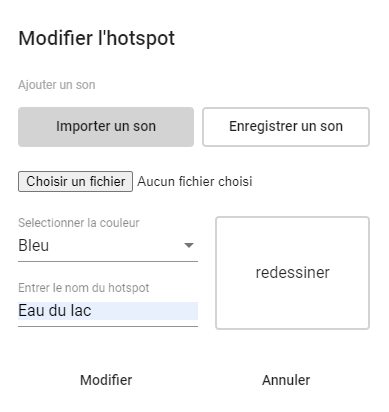 Modifier l'hotspot
Ajouter un son
Importer un son
Enregistrer un son
Choisir un fichier Aucun fichier choisi
Selectionner la couleur
Bleu
Entrer le nom du hotspot
Eau du lac
redessiner
Modifier
Annuler